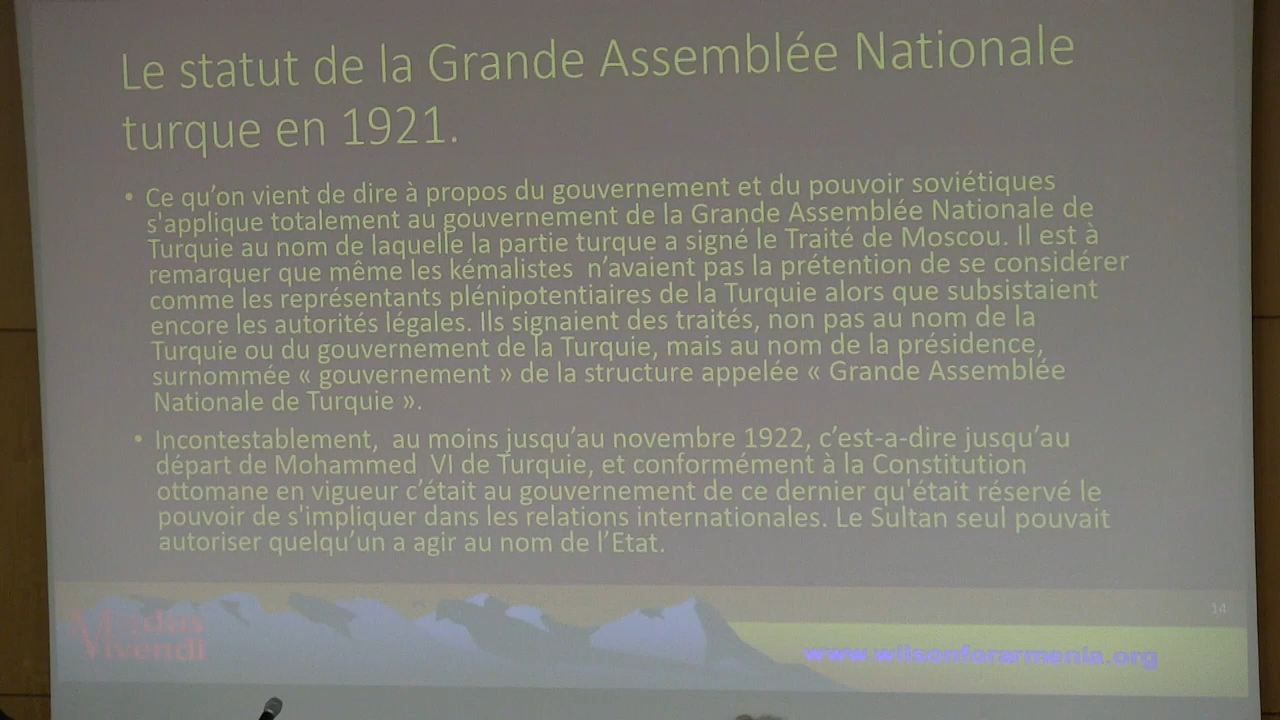 Le statut de la Grande Assemblée Nationale
turque en 1921.
• Ce qu’on vient de dire à propos du gouvernement et du pouvoir soviétiques
s'applique totalement au gouvernement de la Grande Assemblée Nationale de
Turquie au nom de laquelle la partie turque a signé le Traité de Moscou. Il est à
remarquer que même les kémalistes n’avaient pas la prétention de se considérer
comme les représentants plénipotentiaires de la Turquie alors que subsistaient
encore les autorités légales. Ils signaient des traités, non pas au nom de la
Turquie ou du gouvernement de la Turquie, mais au nom de la présidence,
surnommée « gouvernement » de la structure appelée « Grande Assemblée
Nationale de Turquie ».
• Incontestablement, au moins jusqu’au novembre 1922, c’est-a-dire jusqu’au
départ de Mohammed VI de Turquie, et conformément à la Constitution
ottomane en vigueur c’était au gouvernement de ce dernier qu'était réservé le
pouvoir de s'impliquer dans les relations internationales. Le Sultan seul pouvait
autoriser quelqu’un a agir au nom de l’Etat.
14
Modus
Vivendi
www.wilsonforarmenia.org